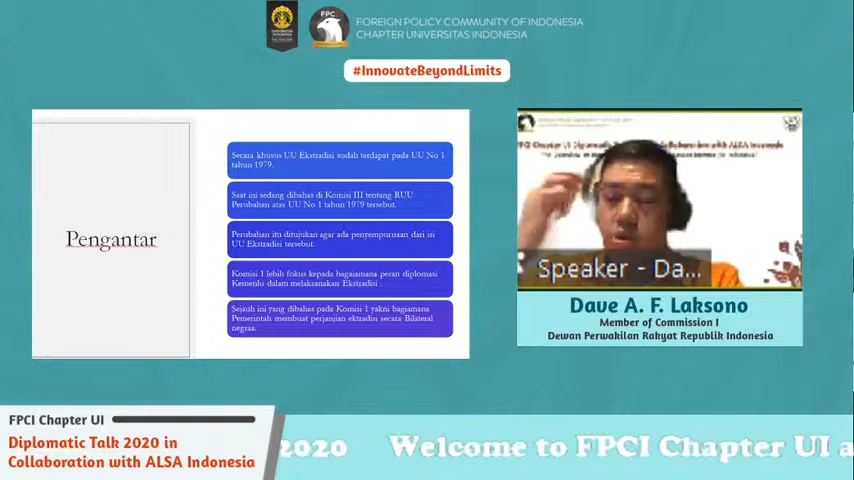 FPC
FOREIGN POLICY COMMUNITY OF INDONESIA
CHAPTER UNIVERSITAS INDONESIA
#InnovateBeyondLimits
Pengantar
Secara khusus UU Ekstradisi sudah terdapat pada UU No 1
tahun 1979.
Saat ini sedang dibahas di Komisi III tentang RUU
Perubahan atas UU No 1 tahun 1979 tersebut.
Perubahan itu ditujukan agar ada penyempurnaan dari isi
UU Ekstradisi tersebut.
Komisi 1 lebih fokus kepada bagaimana peran diplomasi
Kemenlu dalam melaksanakan Ekstradisi .
Sejauh ini yang dibahas pada Komisi 1 yakni bagiamana
Pemerintah membuat perjanjian ektradisi secara Bilateral
negraa.
Speaker - Da...
Dave A. F. Laksono
Member of Commission I
Dewan Perwakilan Rakyat Republik Indonesia
FPCI Chapter UI
Diplomatic Talk 2020 in
Collaboration with ALSA Indonesia
2020 Welcome to FPCI Chapter UI a